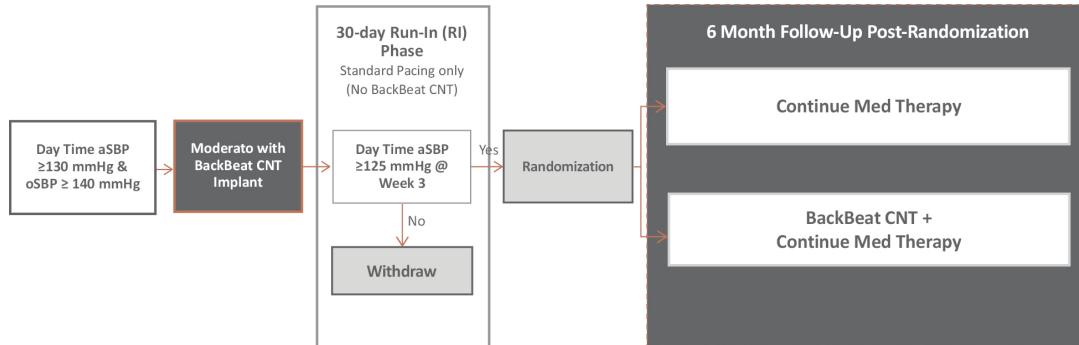 Day Time aSBP
≥130 mmHg &
oSBP ≥ 140 mmHg
Moderato with
BackBeat CNT
Implant
30-day Run-In (RI)
Phase
Standard Pacing only
(No BackBeat CNT)
Day Time aSBP
≥125 mmHg @
Week 3
No
Withdraw
Yes
Randomization
6 Month Follow-Up Post-Randomization
Continue Med Therapy
BackBeat CNT +
Continue Med Therapy